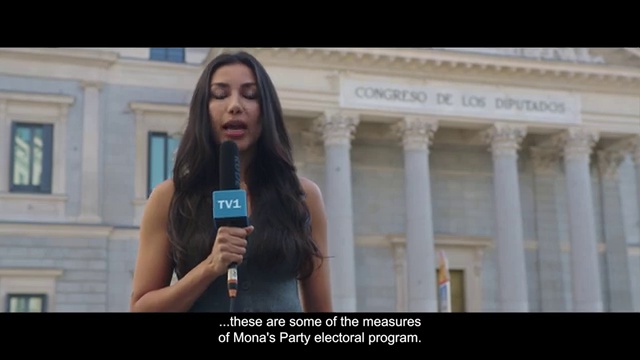 CONGRESO DE LOS DIPUTADOS
TV1
...these are some of the measures
of Mona's Party electoral program.